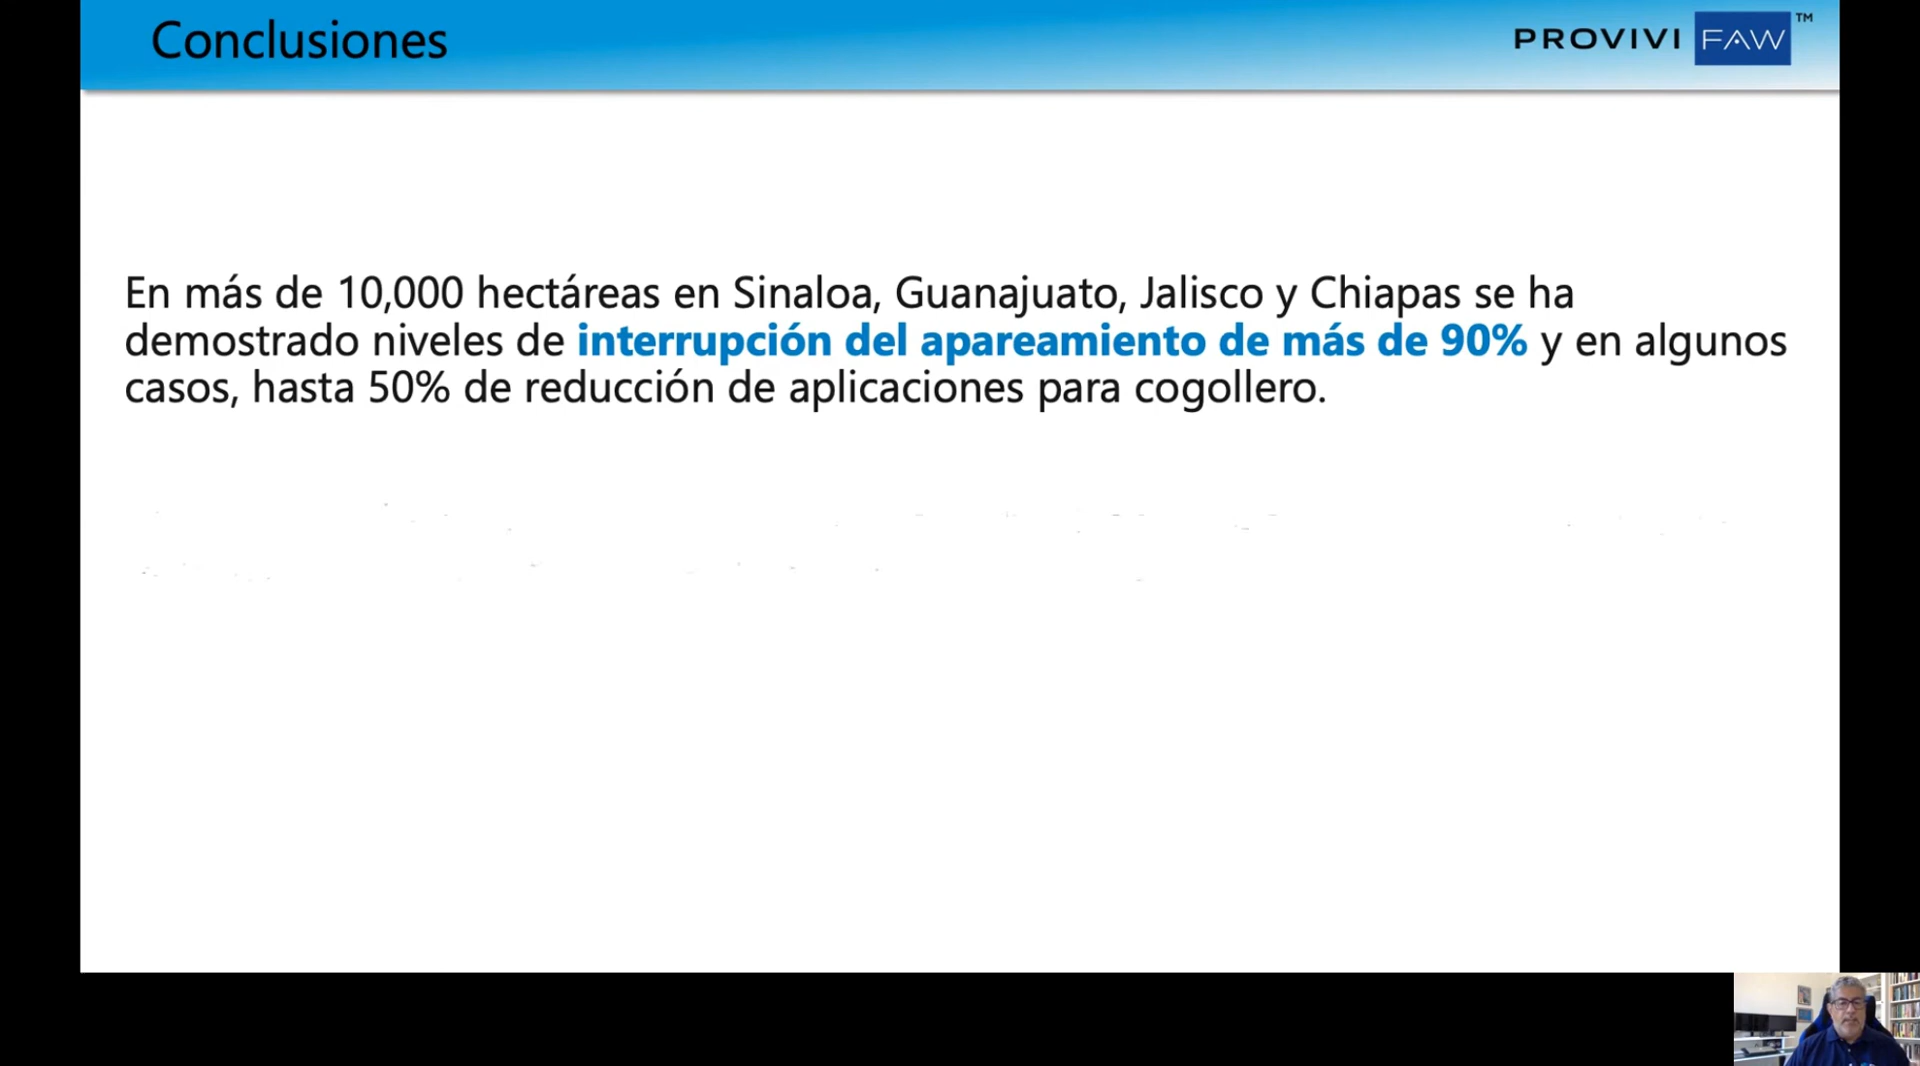 Conclusiones
PROVIVI FAW™
En más de 10,000 hectáreas en Sinaloa, Guanajuato, Jalisco y Chiapas se ha
demostrado niveles de interrupción del apareamiento de más de 90% y en algunos
casos, hasta 50% de reducción de aplicaciones para cogollero.